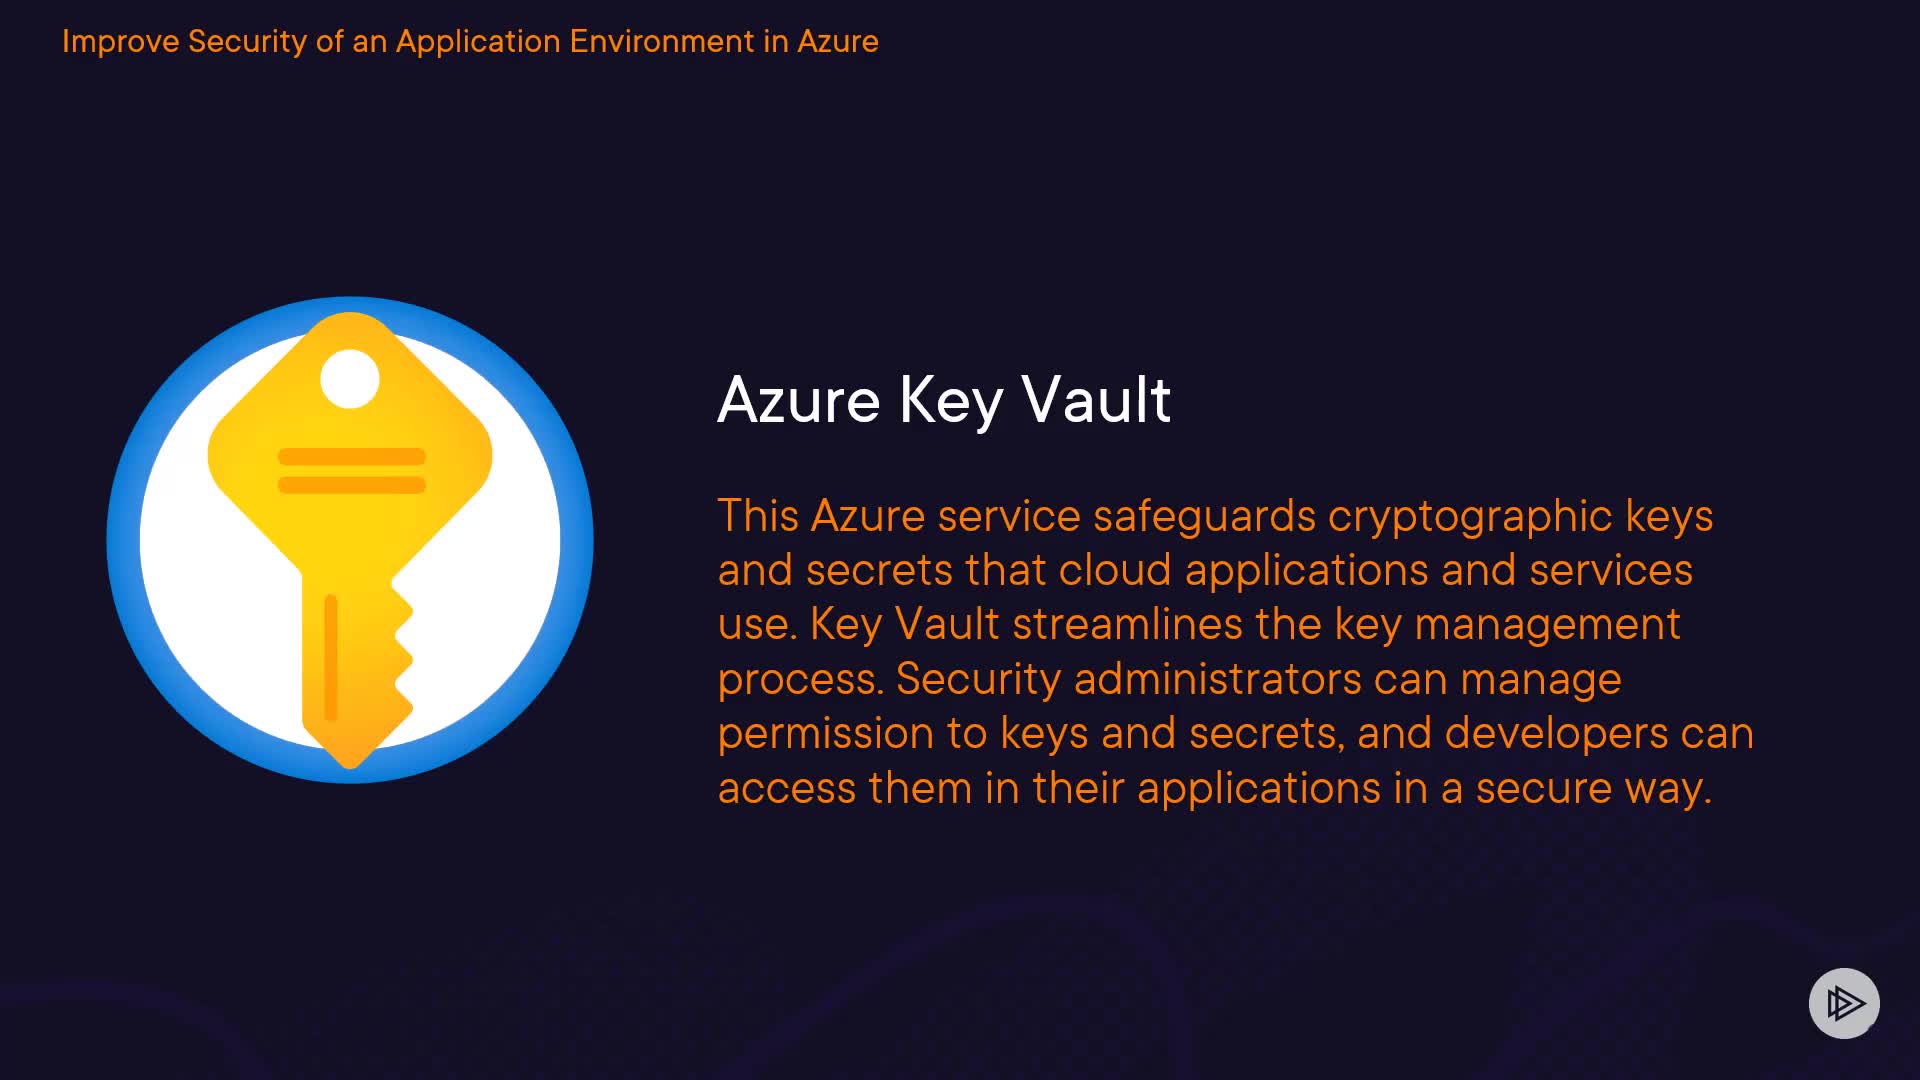 Improve Security of an Application Environment in Azure
Azure Key Vault
This Azure service safeguards cryptographic keys
and secrets that cloud applications and services
use. Key Vault streamlines the key management
process. Security administrators can manage
permission to keys and secrets, and developers can
access them in their applications in a secure way.